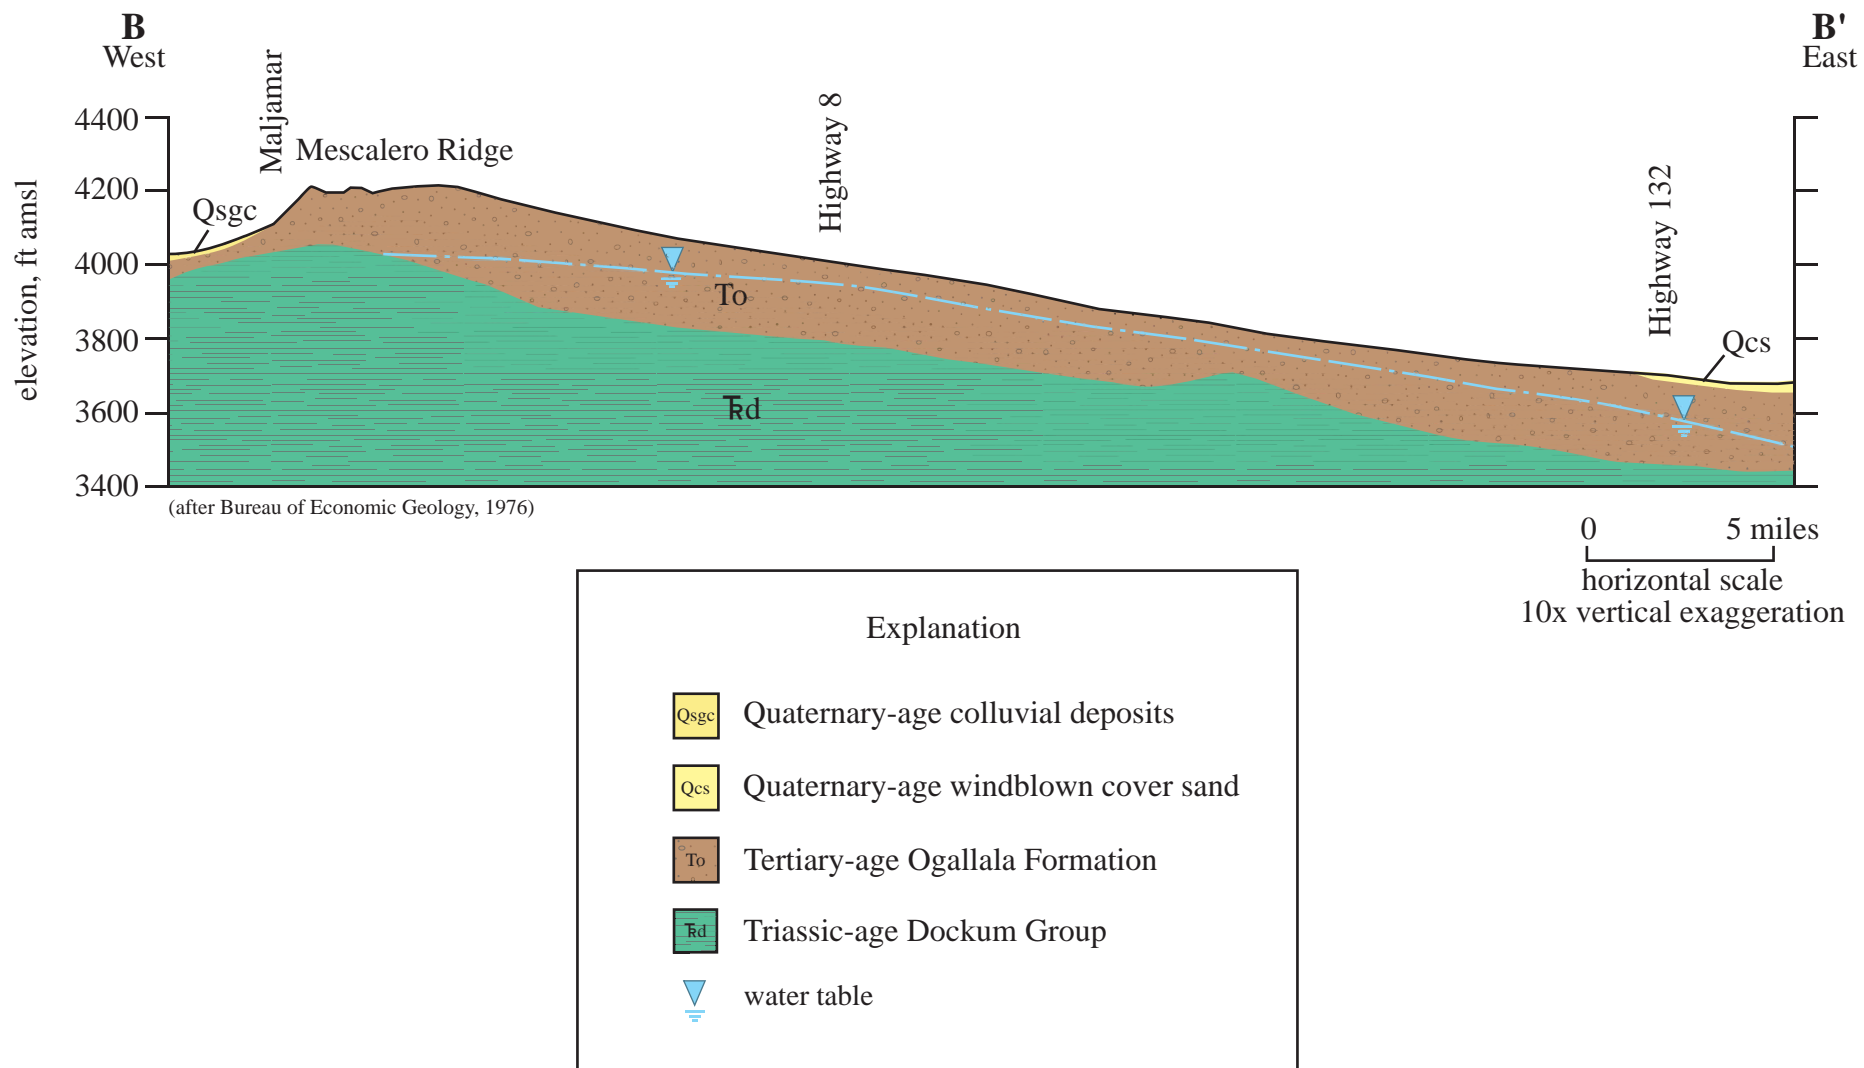 B
West
B'
East
Maljamar
Mescalero Ridge
Highway 8
Highway 132
elevation, ft amsl
4400
4200
4000
3800
3600
3400
Qsgc
Qcs
To
TRd
(after Bureau of Economic Geology, 1976)
0 5 miles
horizontal scale
10x vertical exaggeration
Explanation
Qsgc Quaternary-age colluvial deposits
Qcs Quaternary-age windblown cover sand
To Tertiary-age Ogallala Formation
TRd Triassic-age Dockum Group
water table